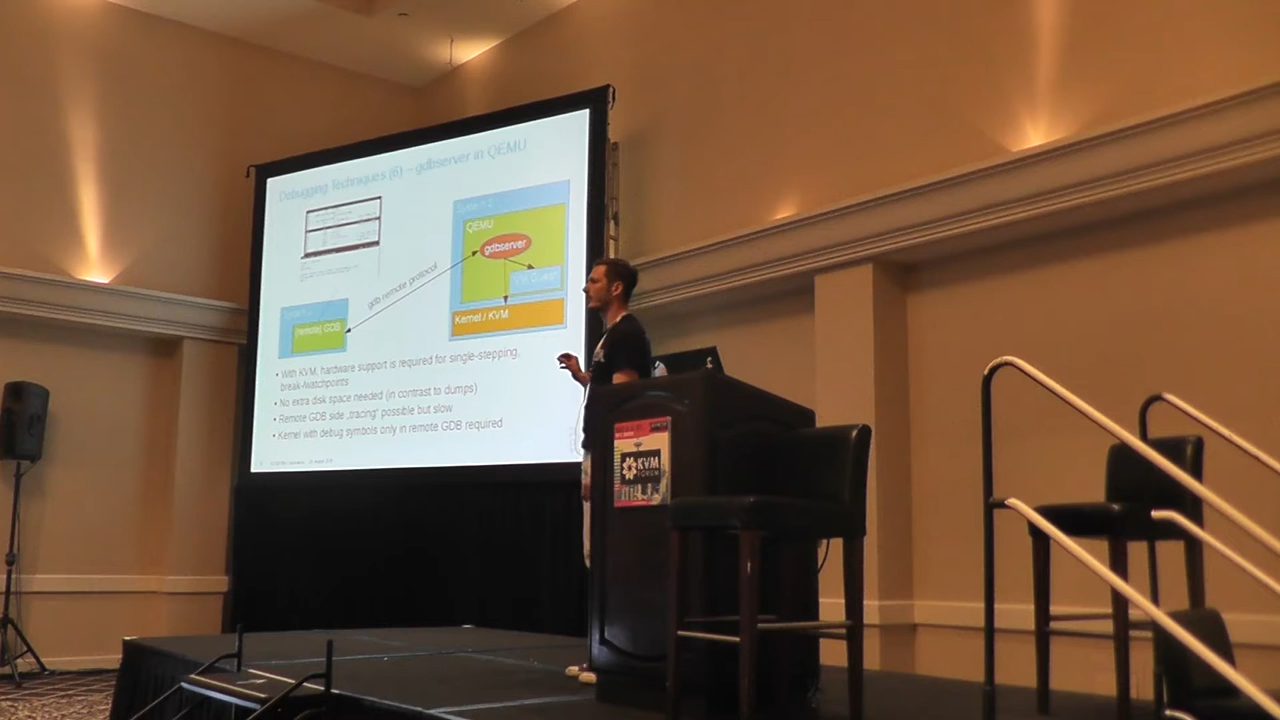 Debugging Techniques (6) – gdbserver in QEMU
QEMU
gdbserver
gdb remote protocol
(remote) GDB
Kernel / KVM
• With KVM, hardware support is required for single-stepping,
break-/watchpoints
• No extra disk space needed (in contrast to dumps)
• Remote GDB side „tracing“ possible but slow
• Kernel with debug symbols only in remote GDB required
KVM
FORUM